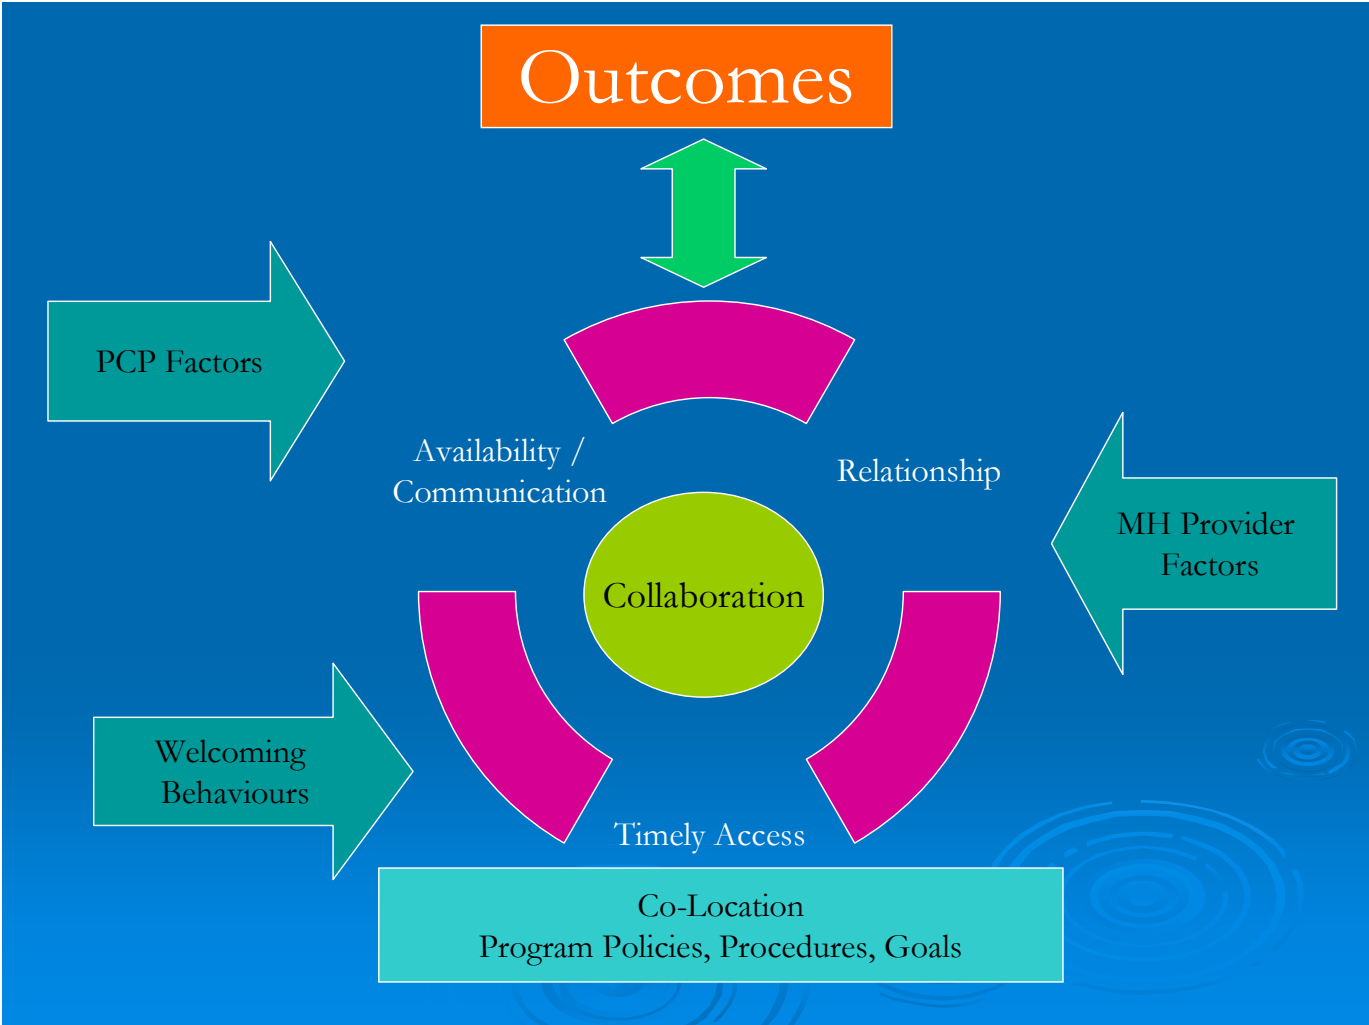 Outcomes
PCP Factors
Availability /
Communication
Relationship
MH Provider
Factors
Collaboration
Welcoming
Behaviours
Timely Access
Co-Location
Program Policies, Procedures, Goals